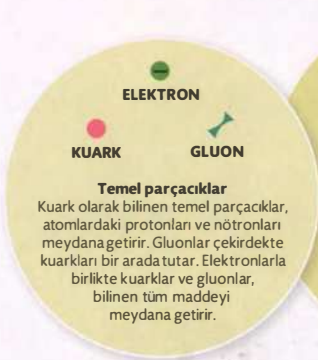 ELEKTRON
KUARK GLUON
Temel parçacıklar
Kuark olarak bilinen temel parçacıklar,
atomlardaki protonları ve nötronları
meydana getirir. Gluonlar çekirdekte
kuarkları bir arada tutar. Elektronlarla
birlikte kuarklar ve gluonlar,
bilinen tüm maddeyi
meydana getirir.